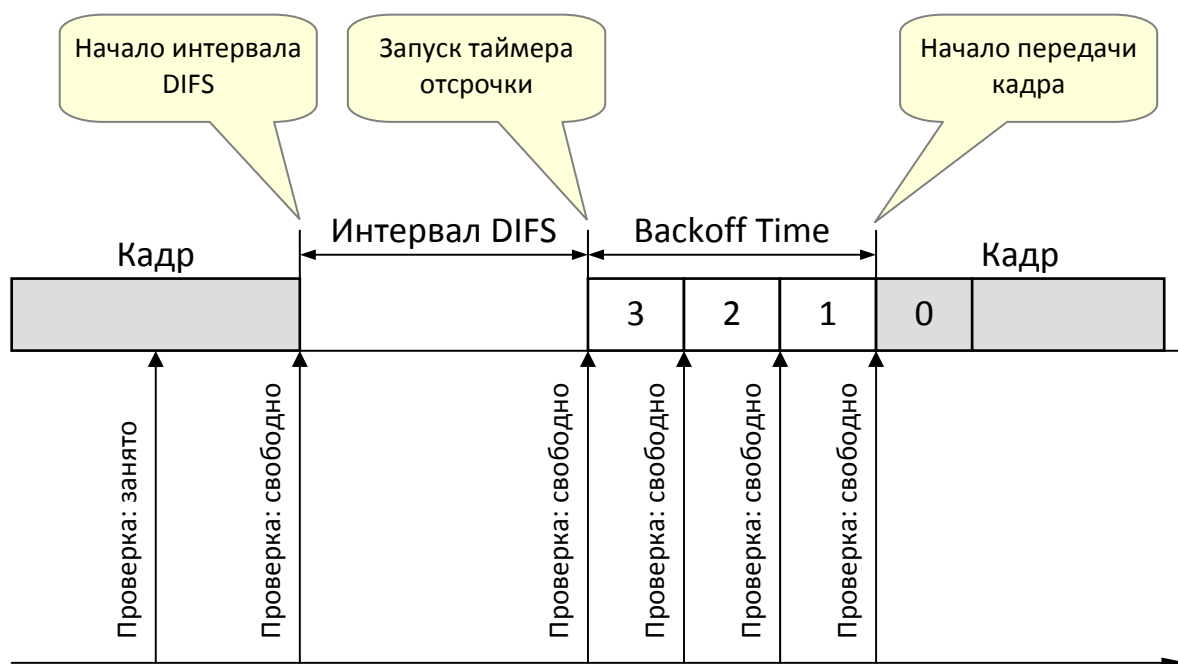 Начало интервала
DIFS
Запуск таймера
отсрочки
Начало передачи
кадра
Интервал DIFS
Backoff Time
Кадр
Кадр
3
2
1
0
Проверка: занято
Проверка: свободно
Проверка: свободно
Проверка: свободно
Проверка: свободно
Проверка: свободно